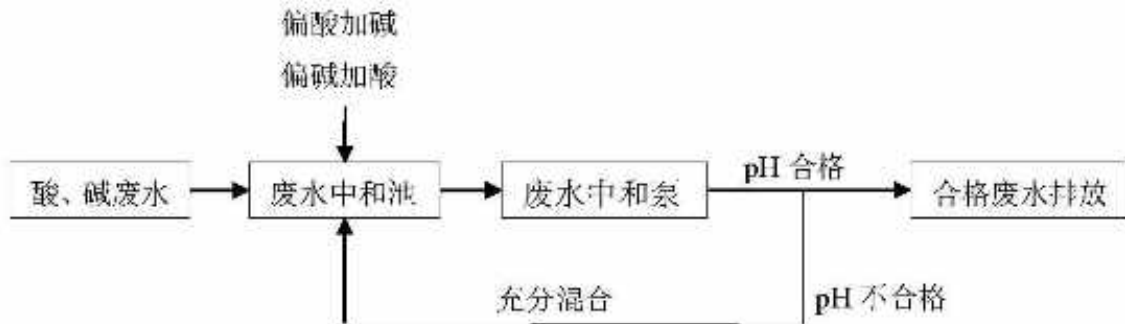 偏酸加碱
偏碱加酸
pH 合格
酸、碱废水
废水中和池
废水中和泵
合格废水排放
充分混合
pH 不合格